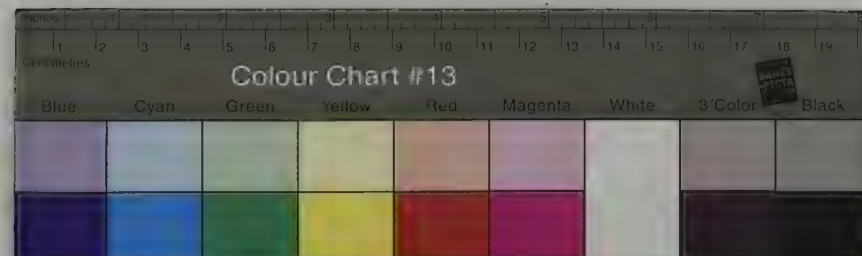 Inches 1 2 3 4 5 6 7
1 2 3 4 5 6 7 8 9 10 11 12 13 14 15 16 17 18 19
Centimetres
Colour Chart #13
Blue Cyan Green Yellow Red Magenta White 3/Color Black